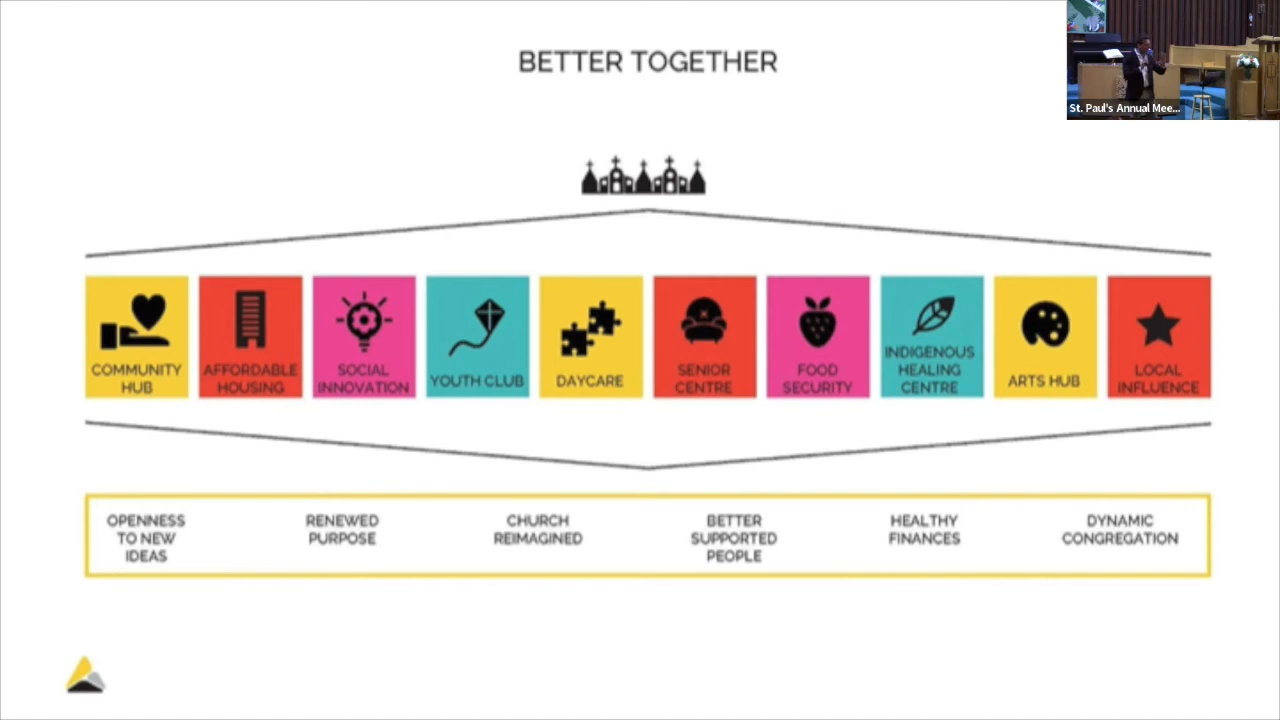 BETTER TOGETHER
St. Paul's Annual Mee...
COMMUNITY
HUB
AFFORDABLE
HOUSING
SOCIAL
INNOVATION
YOUTH CLUB
DAYCARE
SENIOR
CENTRE
FOOD
SECURITY
INDIGENOUS
HEALING
CENTRE
ARTS HUB
LOCAL
INFLUENCE
OPENNESS
TO NEW
IDEAS
RENEWED
PURPOSE
CHURCH
REIMAGINED
BETTER
SUPPORTED
PEOPLE
HEALTHY
FINANCES
DYNAMIC
CONGREGATION